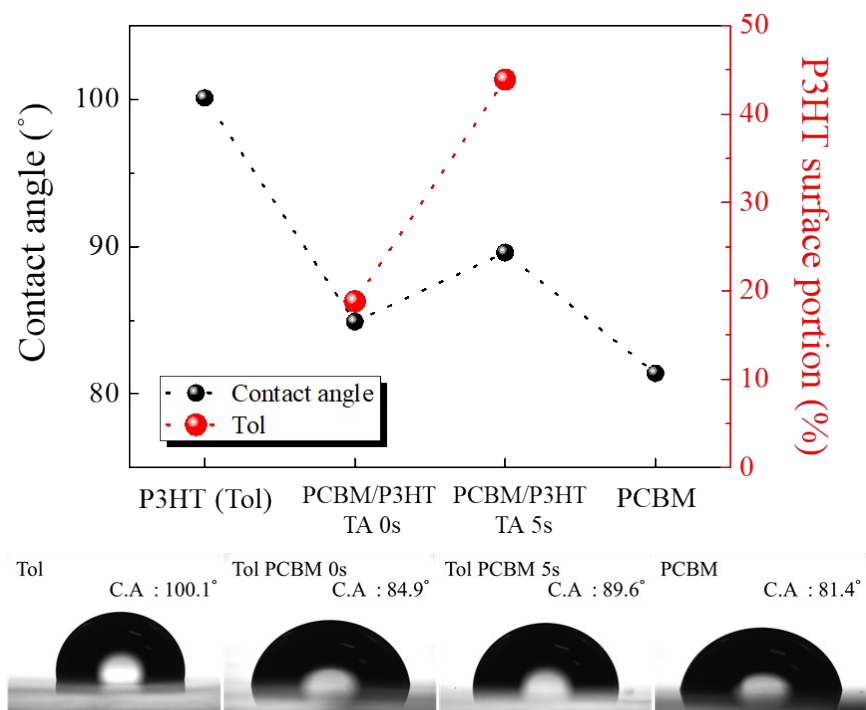 Contact angle (˚)
100
90
80
50
40
30
20
10
0
P3HT surface portion (%)
Contact angle
Tol
P3HT (Tol)
PCBM/P3HT
TA 0s
PCBM/P3HT
TA 5s
PCBM
Tol
C.A : 100.1˚
Tol PCBM 0s
C.A : 84.9˚
Tol PCBM 5s
C.A : 89.6˚
PCBM
C.A : 81.4˚